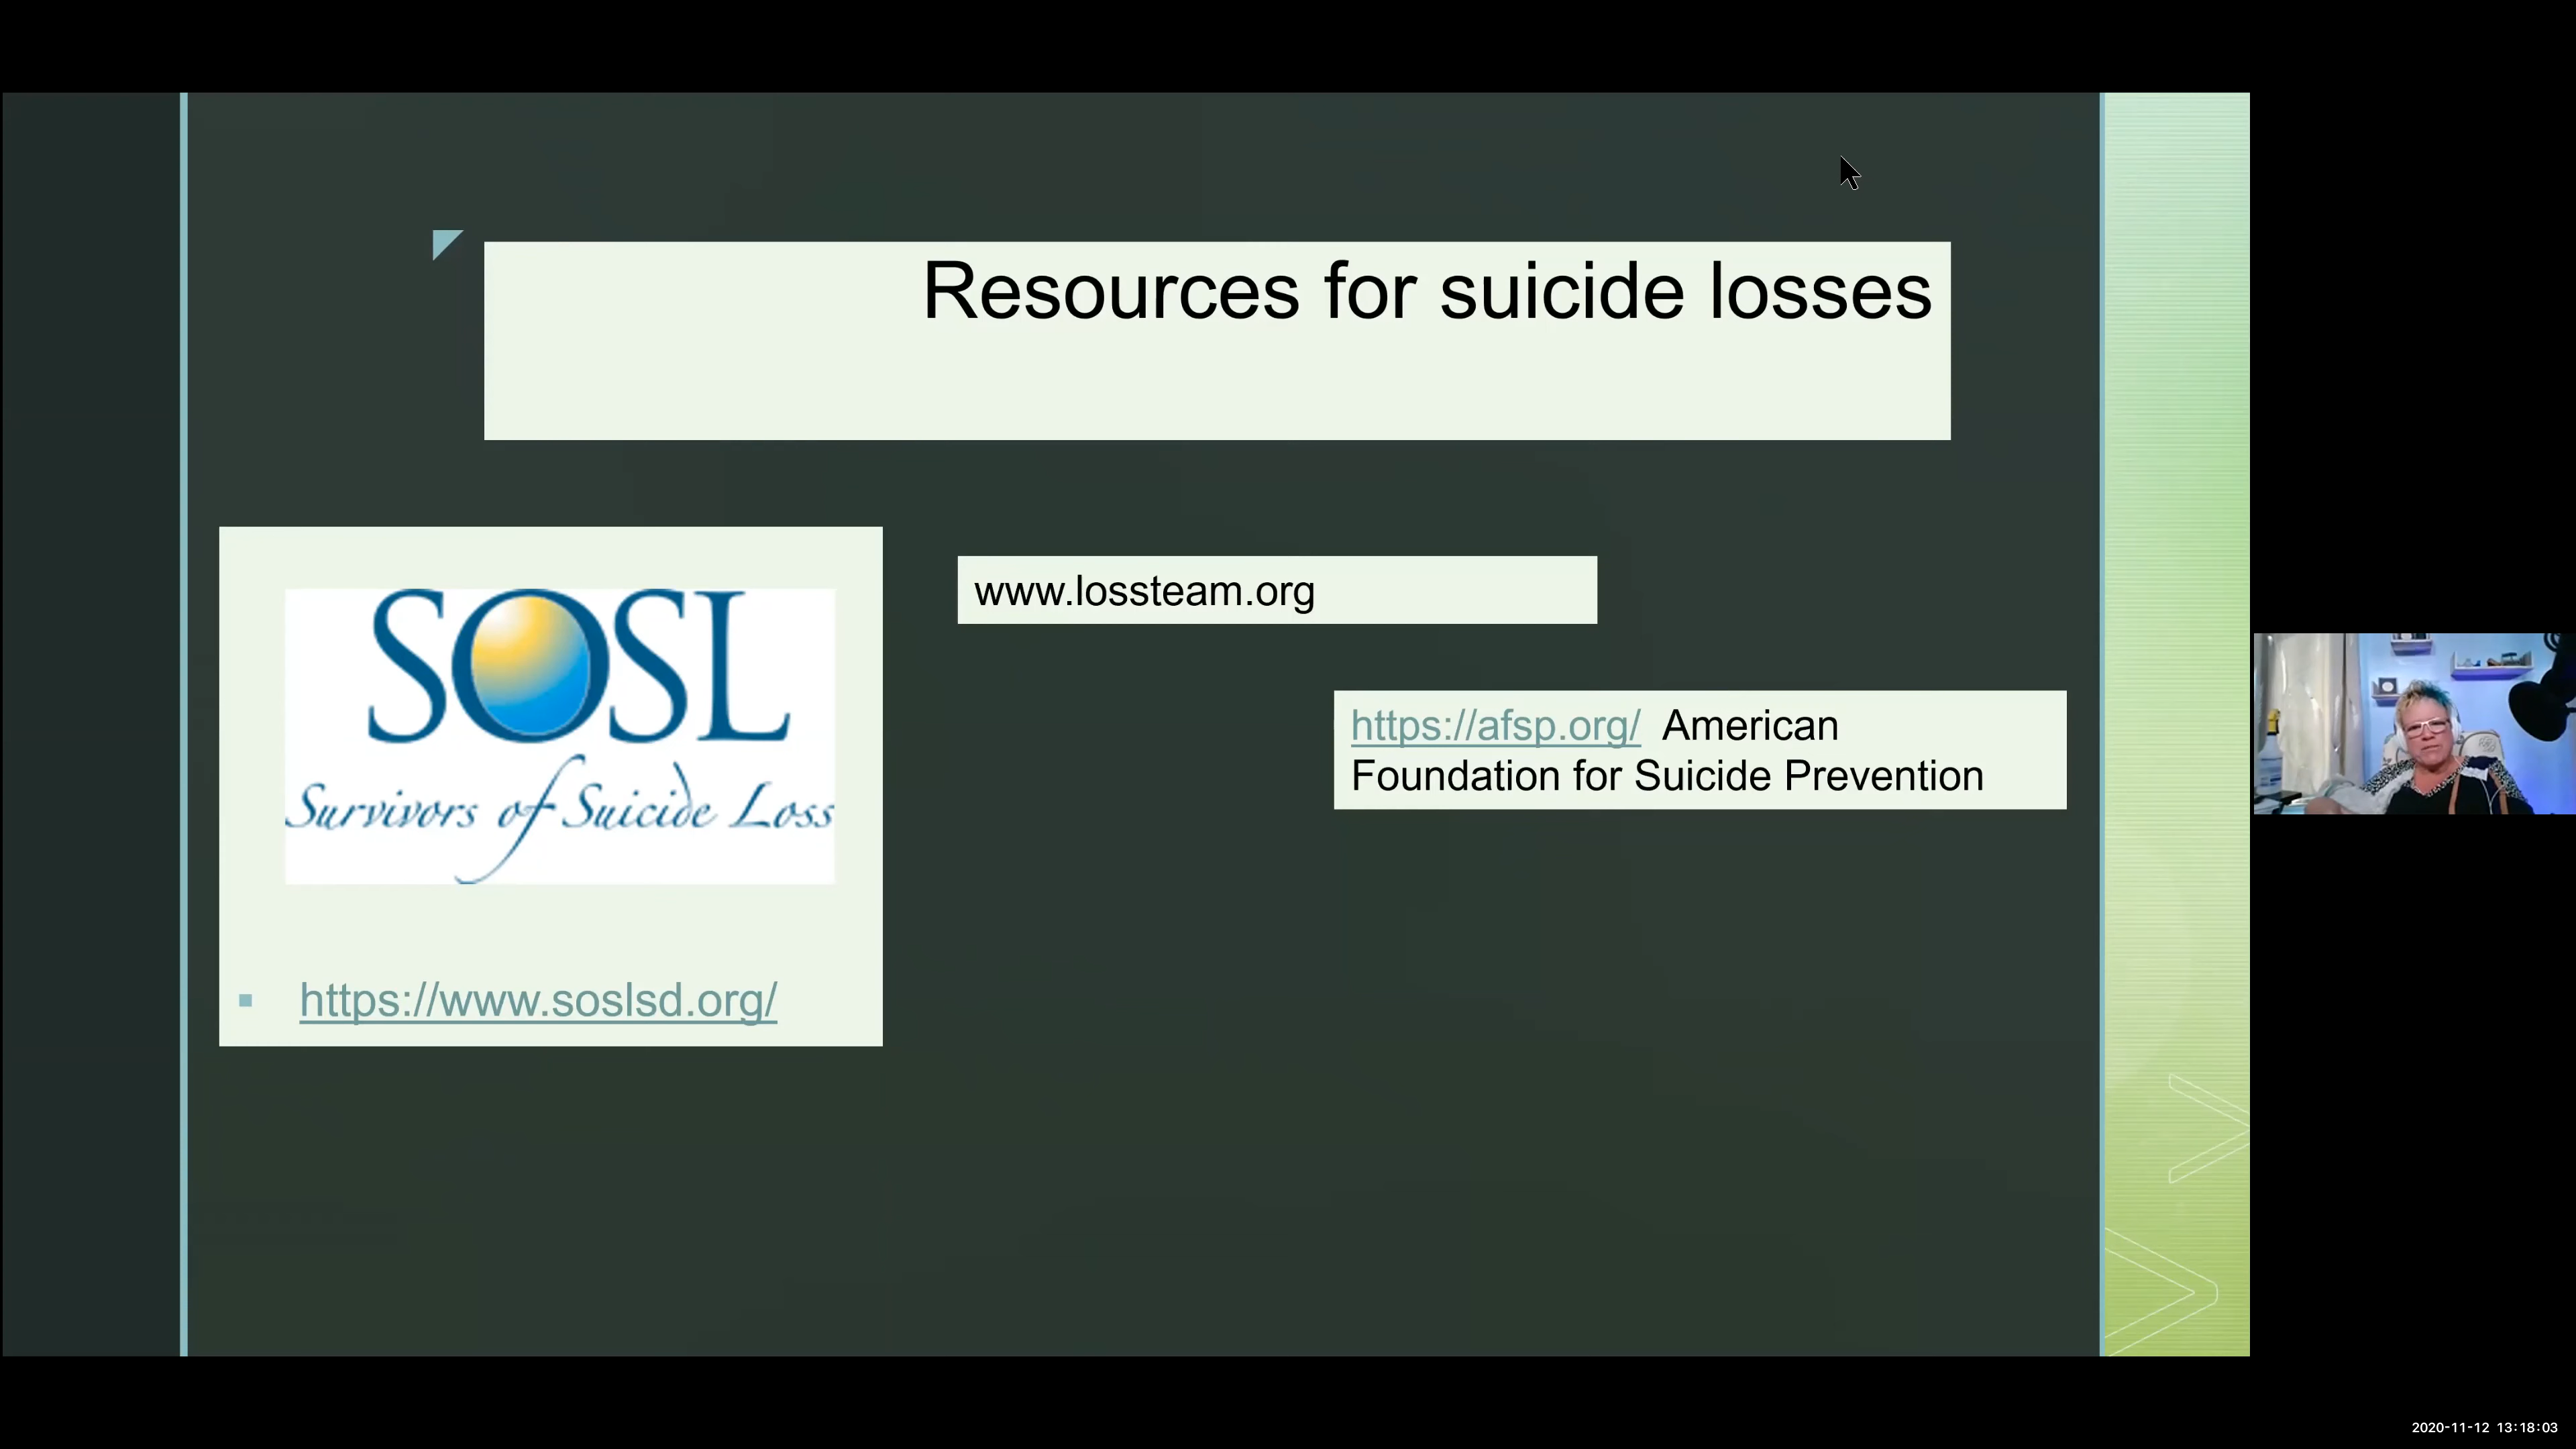 Resources for suicide losses
SOSL
Survivors of Suicide Loss
https://www.soslsd.org/
www.lossteam.org
https://afsp.org/ American
Foundation for Suicide Prevention
2020-11-12 13:18:03